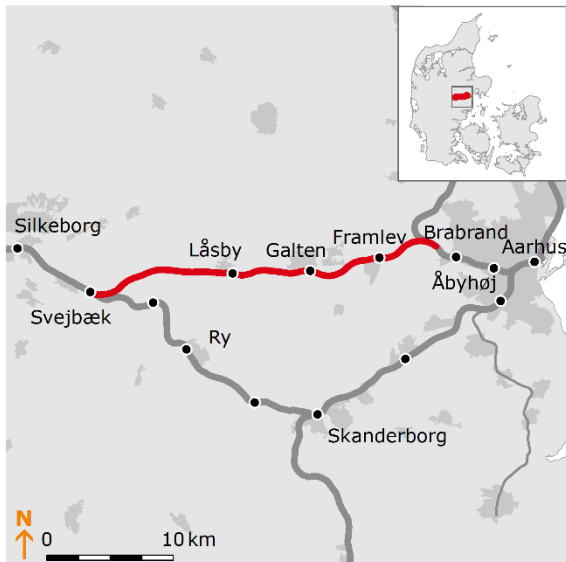 Silkeborg
Låsby
Galten
Framlev
Brabrand
Aarhus
Åbyhøj
Svejbæk
Ry
Skanderborg
N
0 10 km